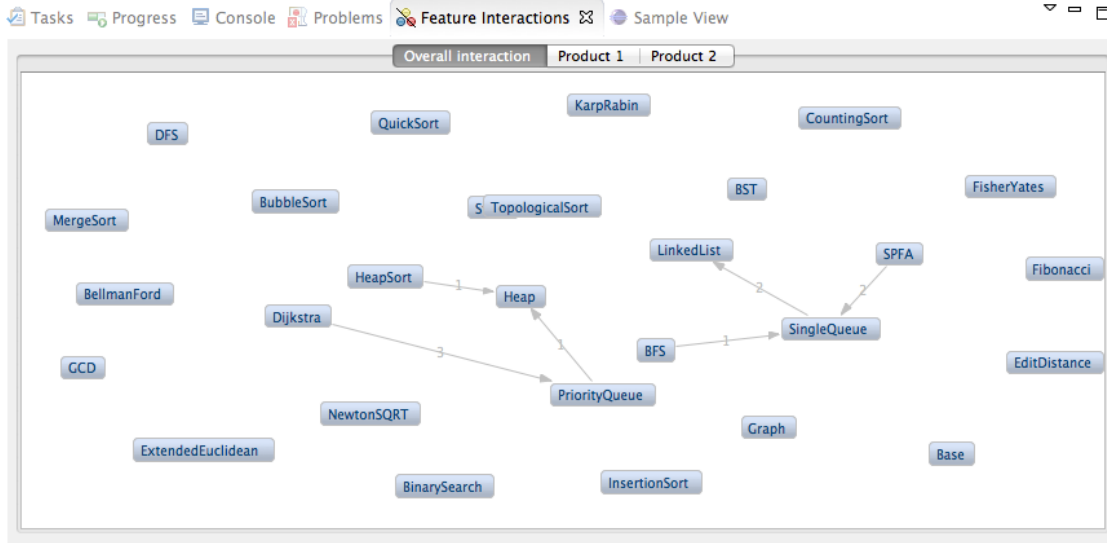 Tasks Progress Console Problems Feature Interactions Sample View
Overall interaction Product 1 Product 2
KarpRabin
QuickSort
CountingSort
DFS
BST
FisherYates
BubbleSort
S
TopologicalSort
MergeSort
LinkedList
SPFA
Fibonacci
HeapSort
1
2
2
BellmanFord
Heap
Dijkstra
SingleQueue
1
1
3
BFS
EditDistance
GCD
PriorityQueue
NewtonSQRT
Graph
ExtendedEuclidean
Base
BinarySearch
InsertionSort